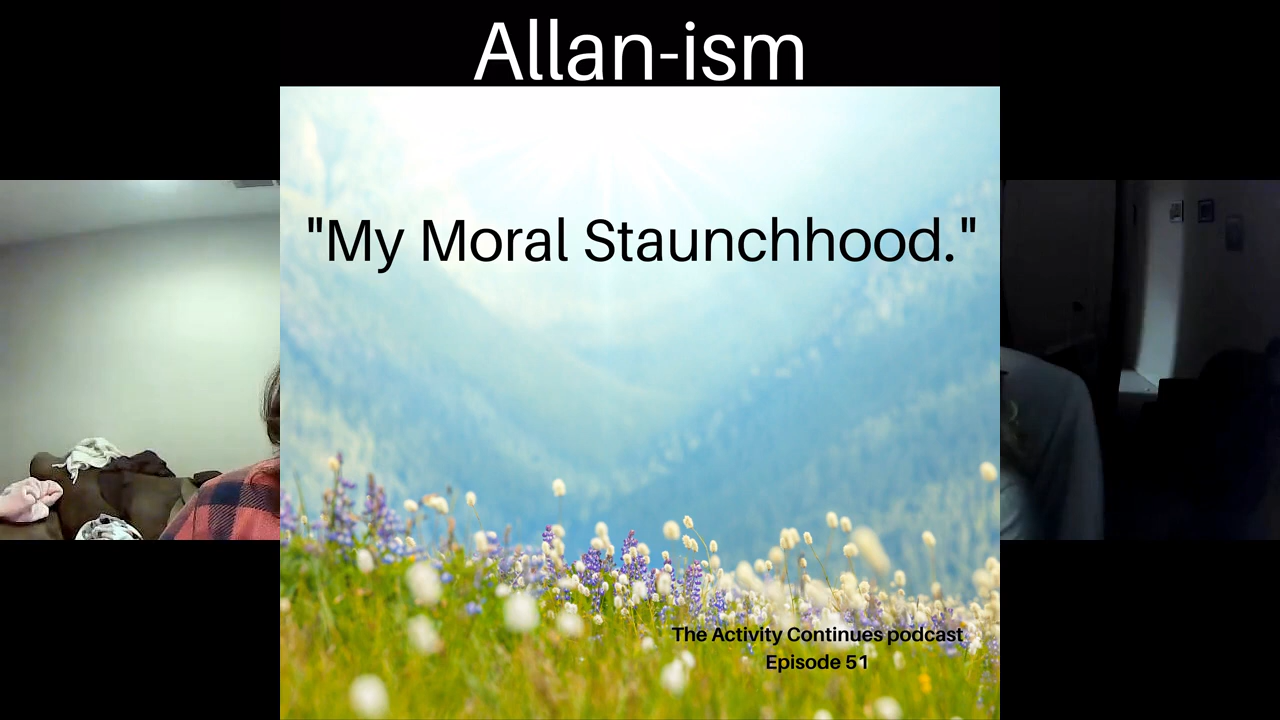 Allan-ism
"My Moral Staunchhood."
The Activity Continues podcast
Episode 51